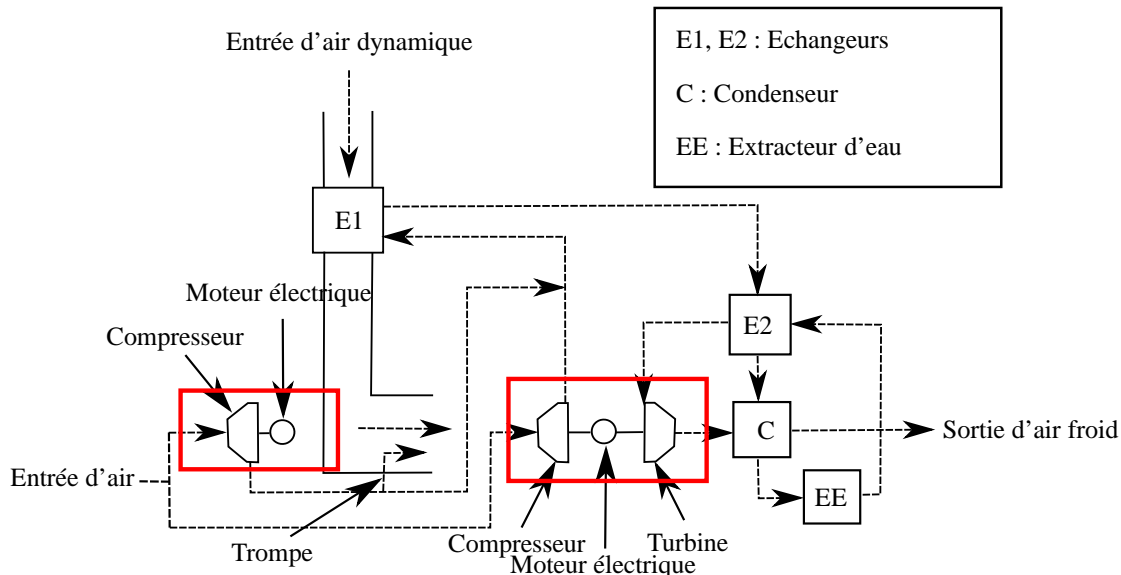 Entrée d’air dynamique
E1, E2 : Echangeurs
C : Condenseur
EE : Extracteur d’eau
E1
Moteur électrique
Compresseur
E2
C
Sortie d’air froid
Entrée d’air
EE
Trompe
Compresseur
Turbine
Moteur électrique